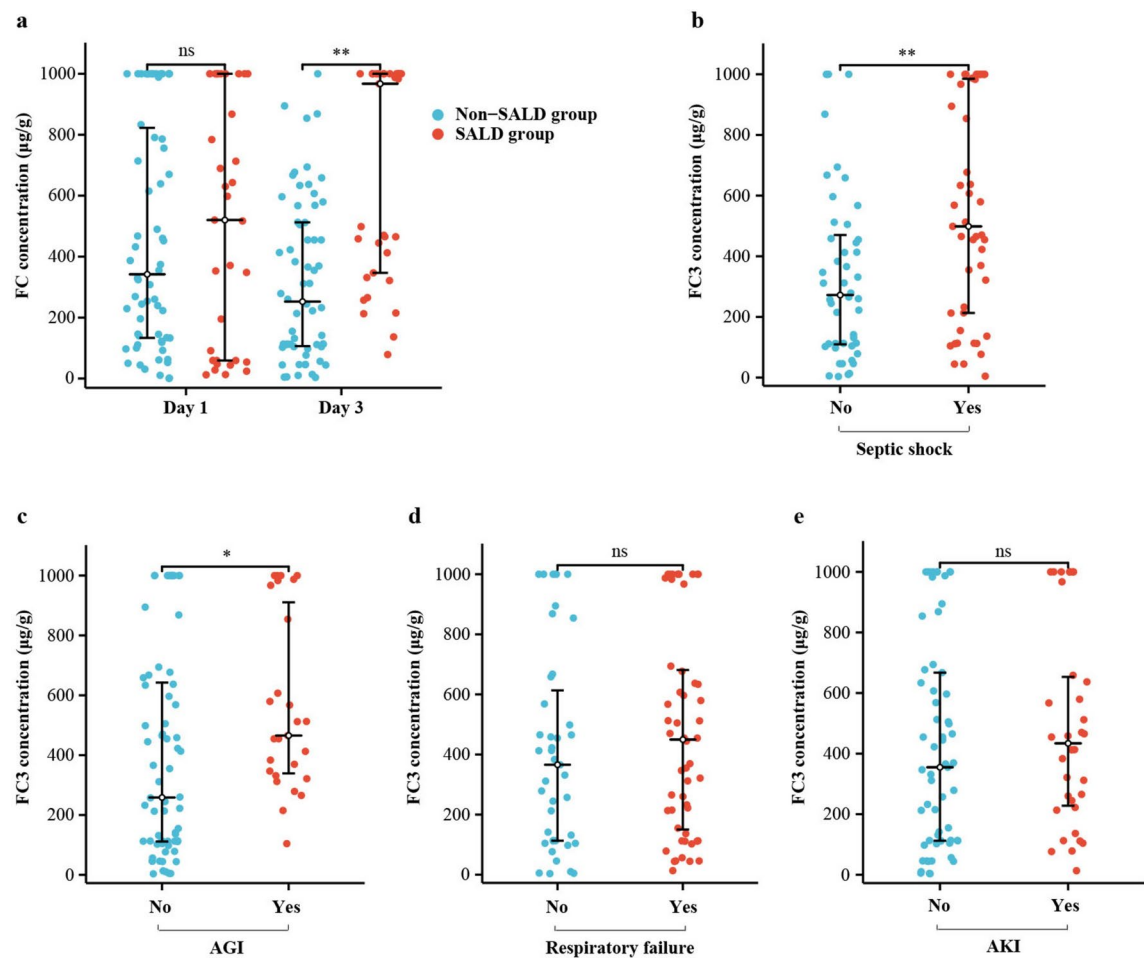 a
FC concentration (μg/g)
1000
800
600
400
200
0
ns
**
Day 1
Day 3
Non−SALD group
SALD group
b
FC3 concentration (μg/g)
1000
800
600
400
200
0
**
No
Yes
Septic shock
c
FC3 concentration (μg/g)
1000
800
600
400
200
0
*
No
Yes
AGI
d
FC3 concentration (μg/g)
1000
800
600
400
200
0
ns
No
Yes
Respiratory failure
e
FC3 concentration (μg/g)
1000
800
600
400
200
0
ns
No
Yes
AKI